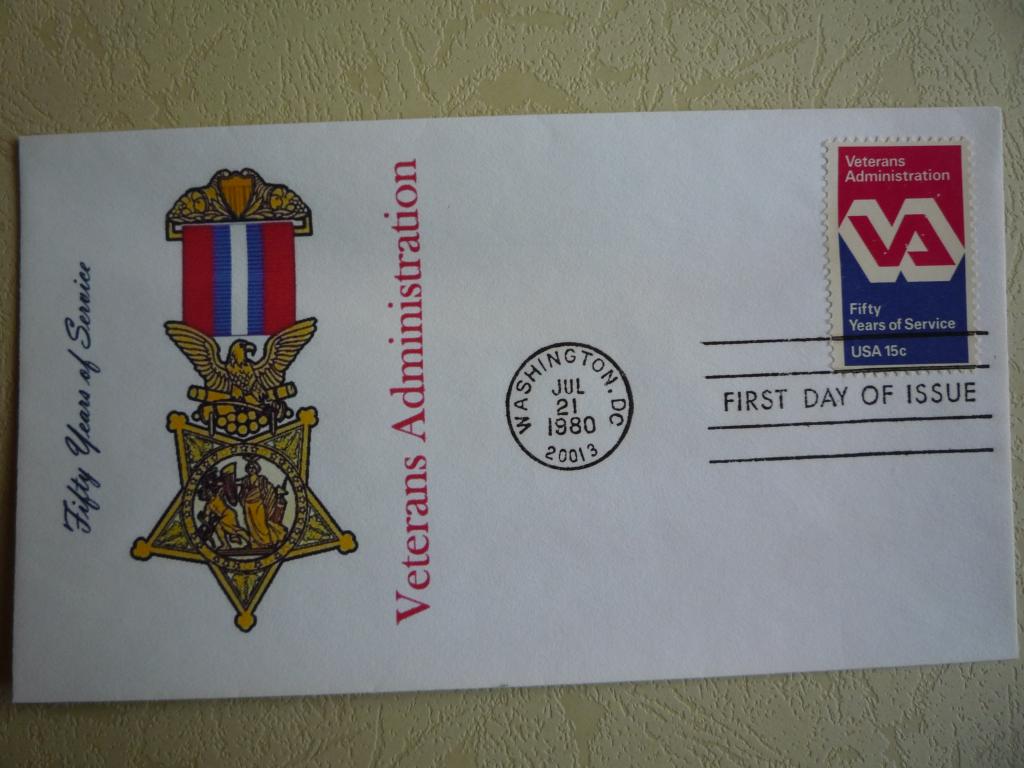 Fifty Years of Service
Veterans Administration
WASHINGTON, DC
JUL
21
1980
20013
Veterans
Administration
VA
Fifty
Years of Service
USA 15c
FIRST DAY OF ISSUE